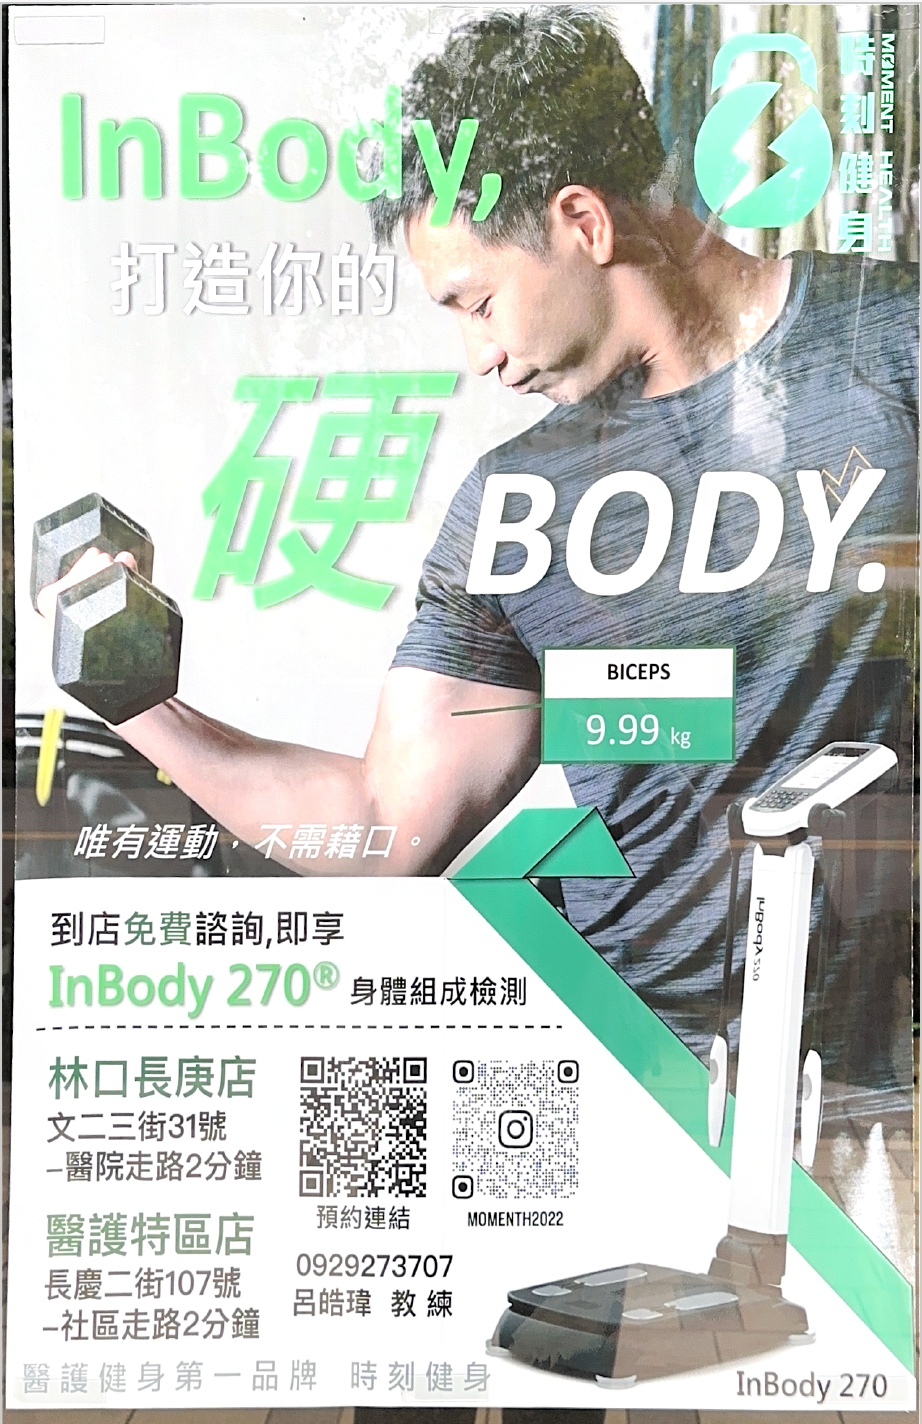 InBody,
打造你的
硬 BODY.
時刻健身
MOMENT HEALTH
BICEPS
9.99 kg
唯有運動，不需藉口。
到店免費諮詢,即享
InBody 270® 身體組成檢測
林口長庚店
文二三街31號
–醫院走路2分鐘
醫護特區店
長慶二街107號
–社區走路2分鐘
預約連結
MOMENTH2022
0929273707
呂皓瑋 教練
醫護健身第一品牌 時刻健身
InBody 270
InBody 270